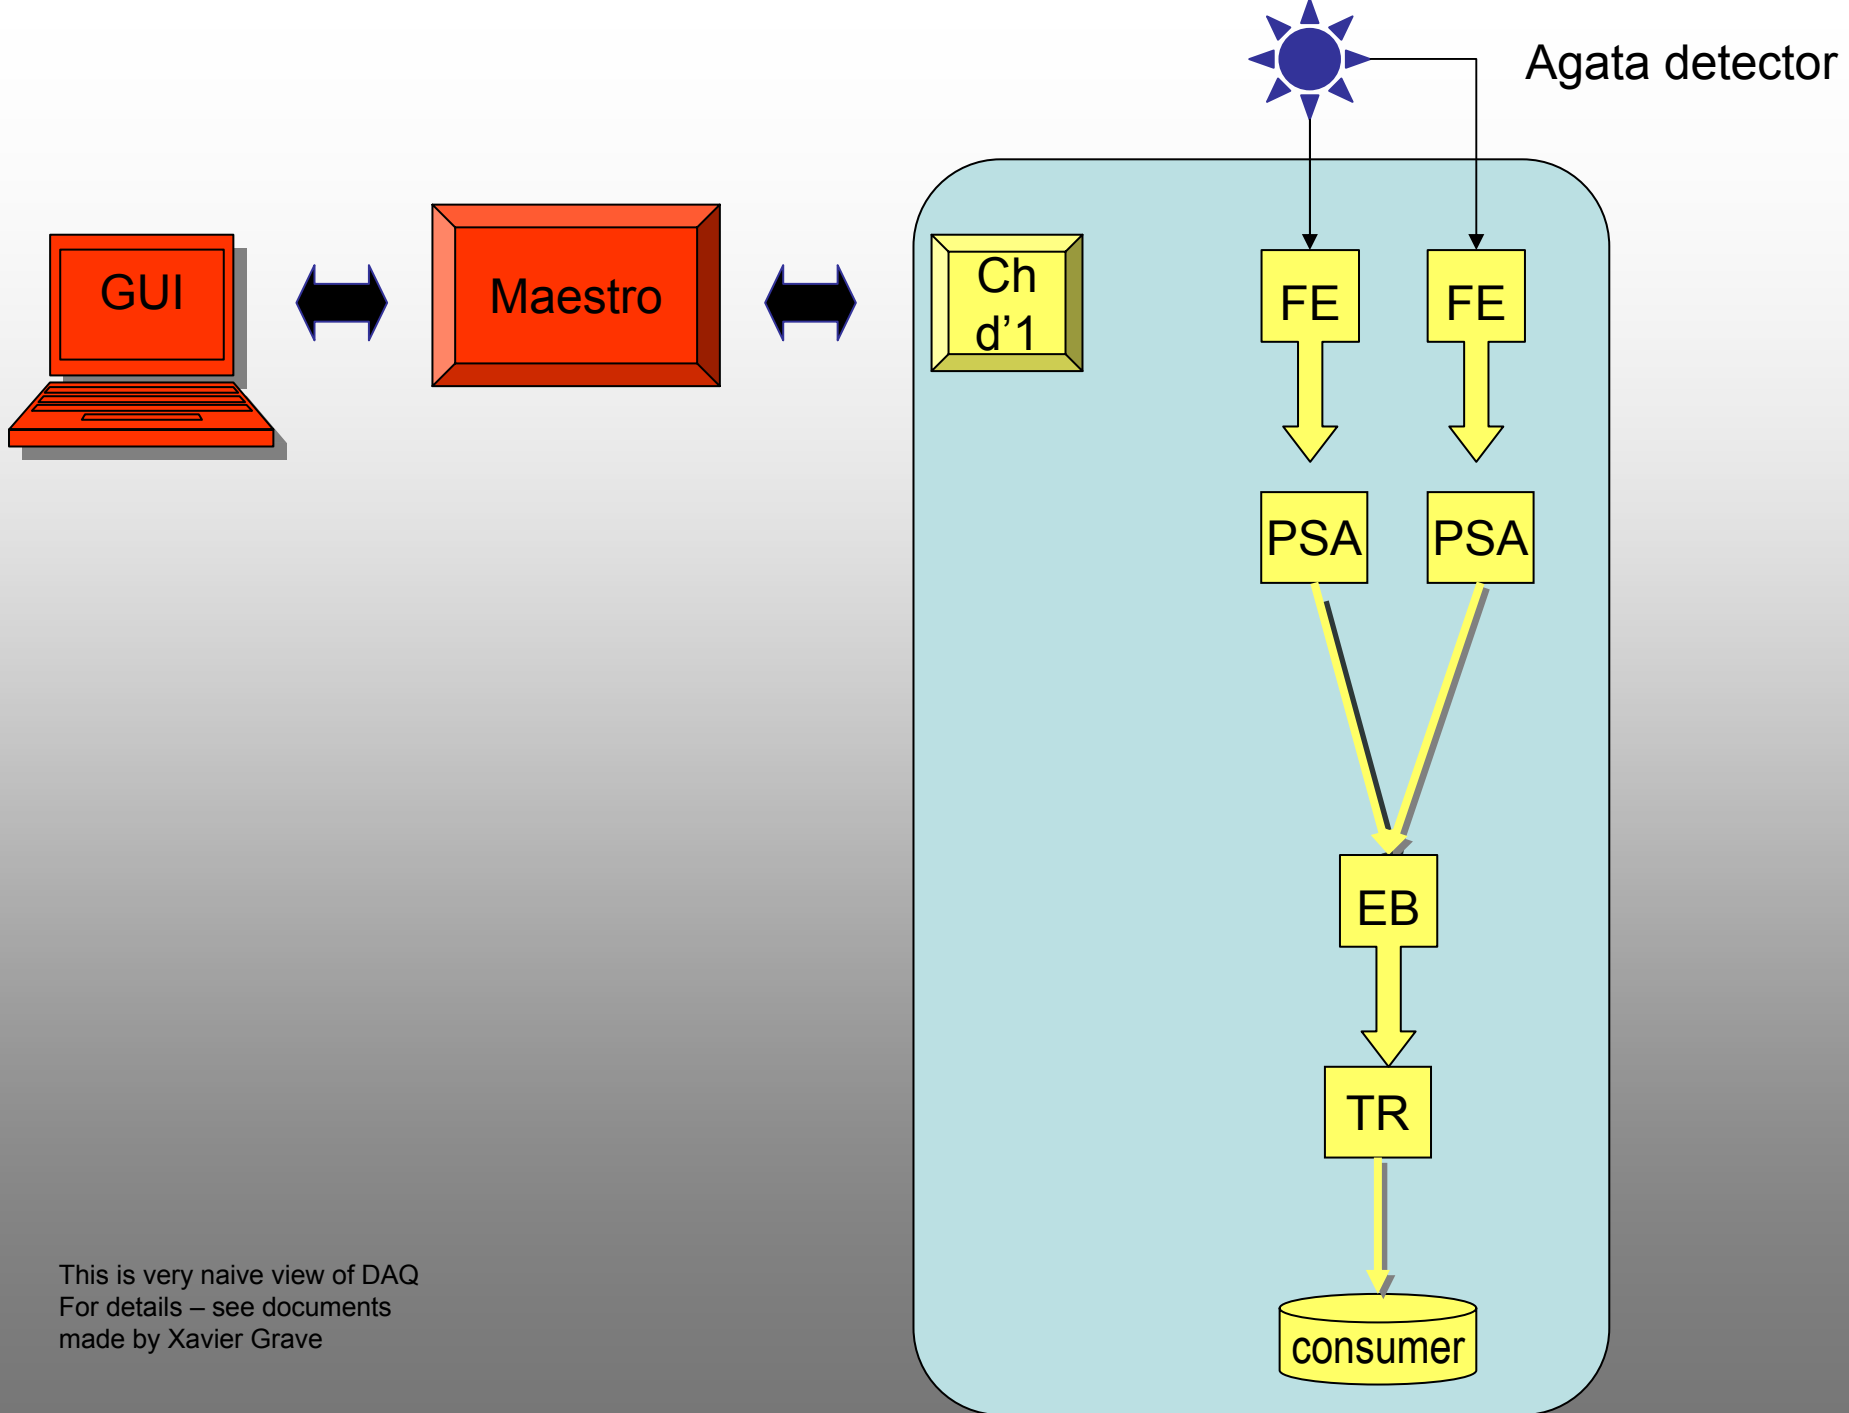 Agata detector
GUI
Maestro
Ch
d’1
FE
FE
PSA
PSA
EB
TR
consumer
This is very naive view of DAQ
For details – see documents
made by Xavier Grave